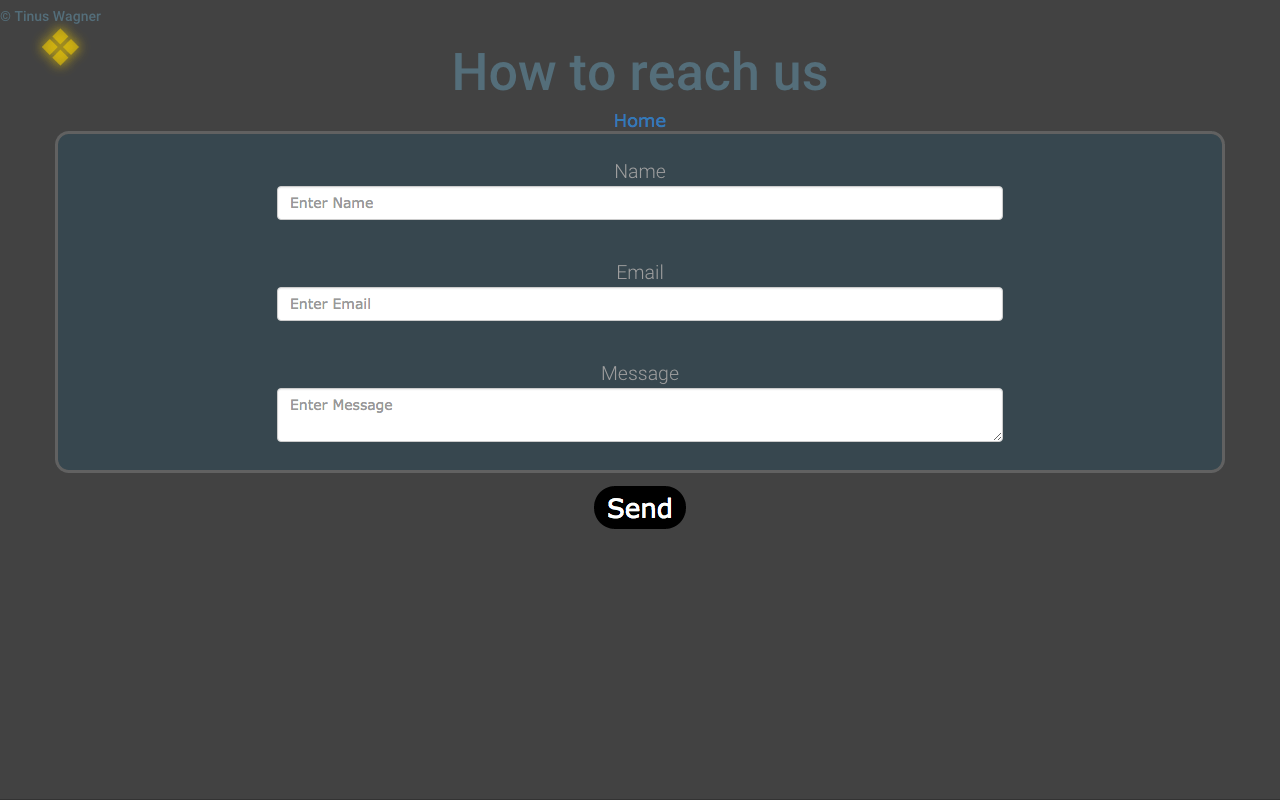 © Tinus Wagner
How to reach us
Home
Name
Enter Name
Email
Enter Email
Message
Enter Message
Send